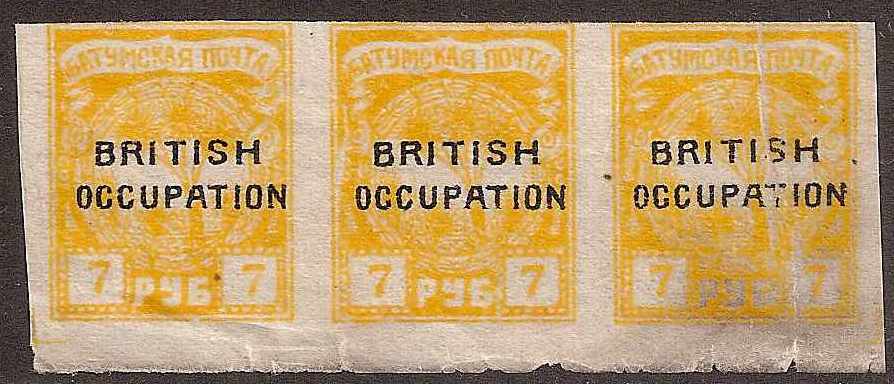 БАТУМСКАЯ ПОЧТА БАТУМСКАЯ ПОЧТА БАТУМСКАЯ ПОЧТА
BRITISH BRITISH BRITISH
OCCUPATION OCCUPATION OCCUPATION
7 РУБ 7 7 РУБ 7 7 РУБ 7